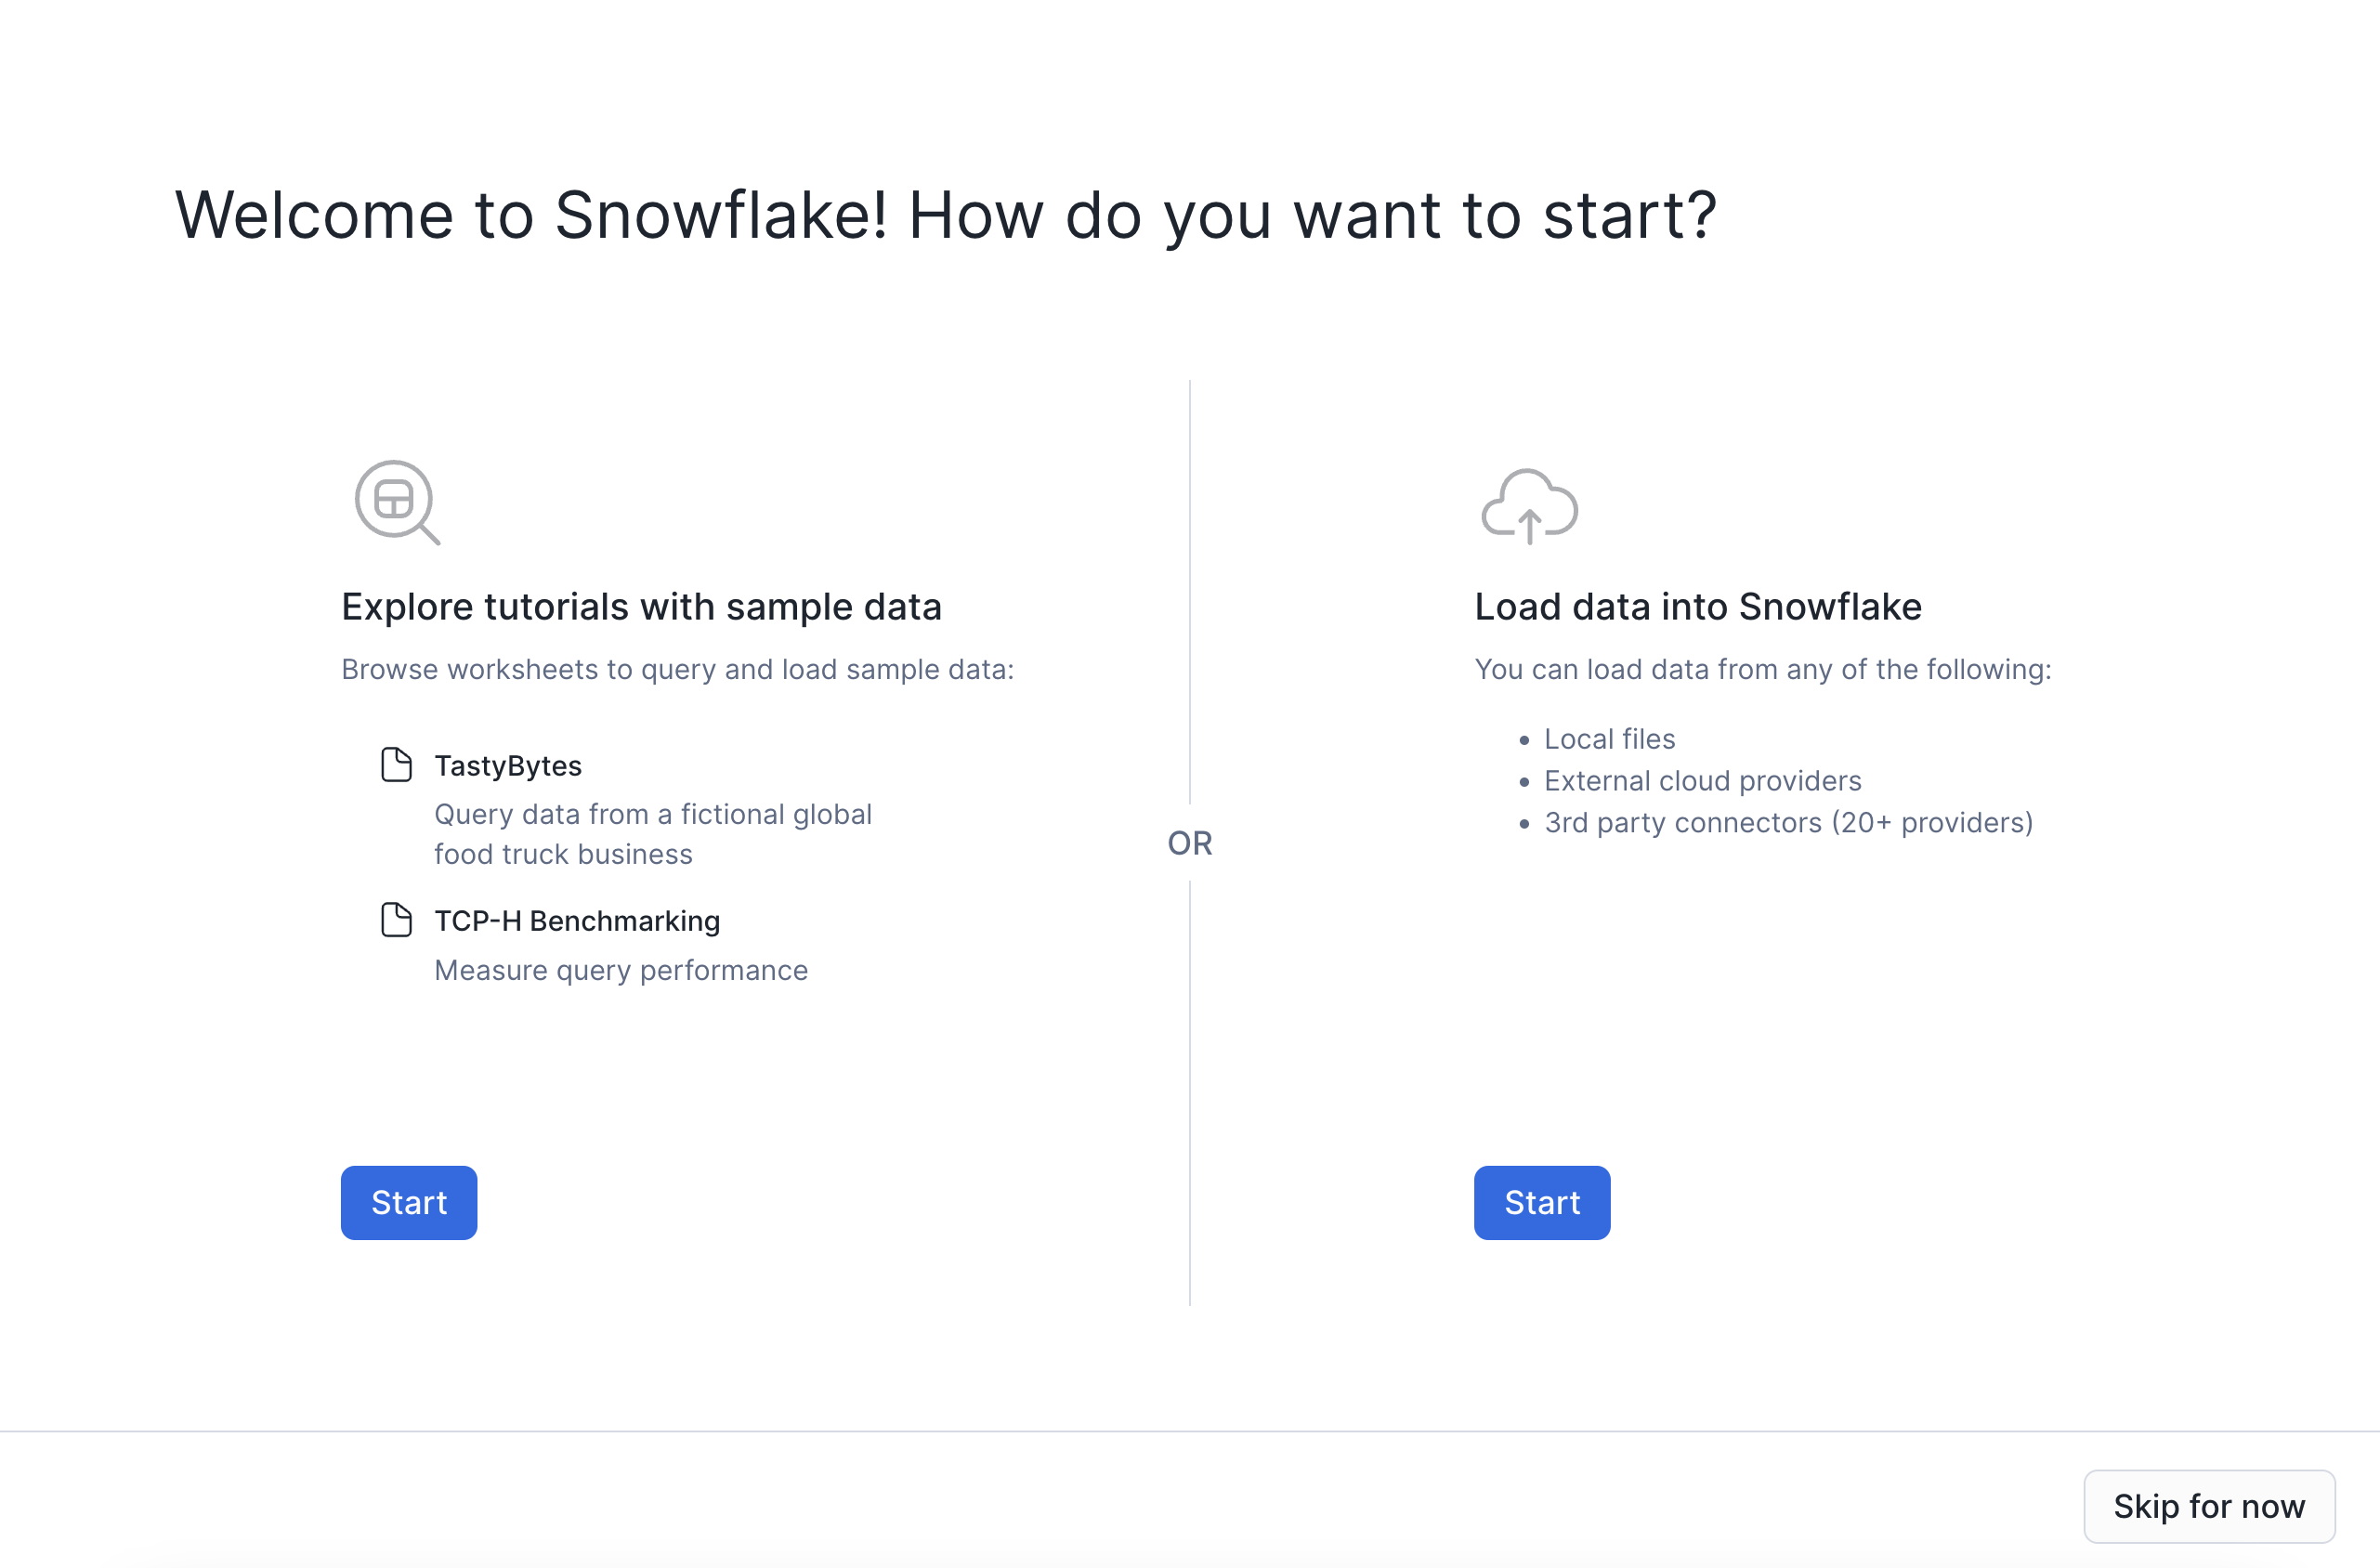 Welcome to Snowflake! How do you want to start?
Explore tutorials with sample data
Browse worksheets to query and load sample data:
TastyBytes
Query data from a fictional global
food truck business
TCP-H Benchmarking
Measure query performance
Start
OR
Load data into Snowflake
You can load data from any of the following:
• Local files
• External cloud providers
• 3rd party connectors (20+ providers)
Start
Skip for now